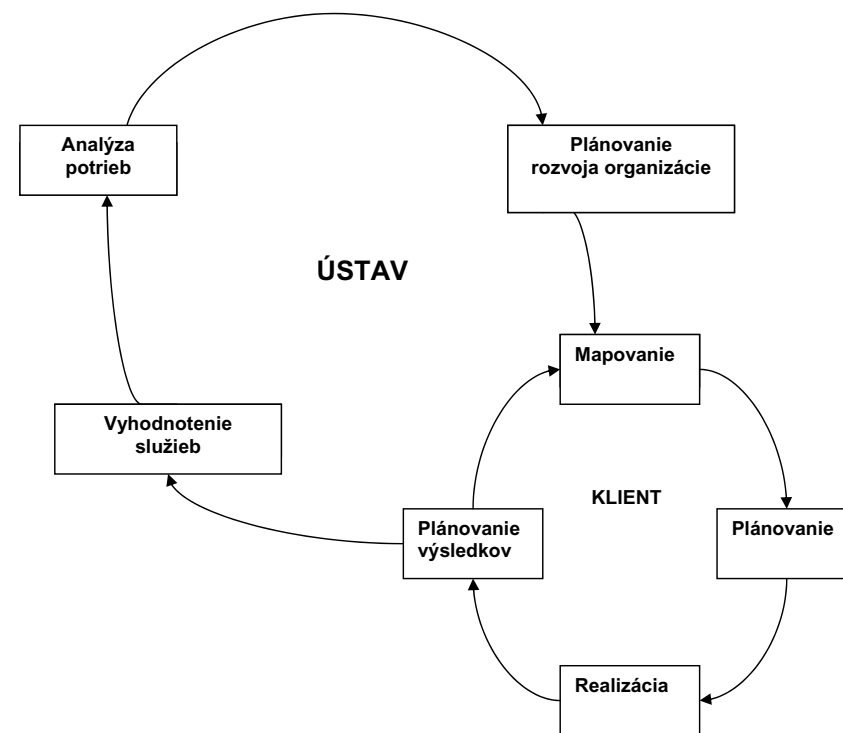 Analýza
potrieb
Plánovanie
rozvoja organizácie
ÚSTAV
Mapovanie
Vyhodnotenie
služieb
KLIENT
Plánovanie
výsledkov
Plánovanie
Realizácia